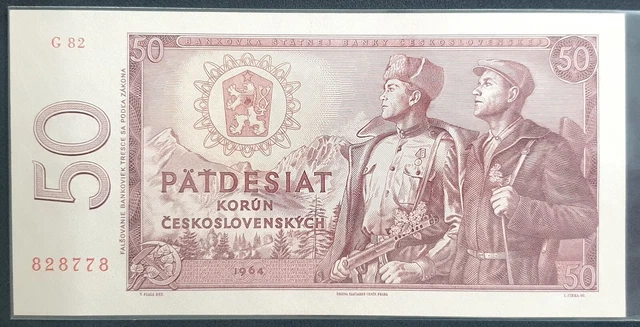 G 82
50
BANKOVKA ŠTÁTNEJ BANKY ČESKOSLOVENSKEJ
50
50
FALŠOVANIE BANKOVIEK TRESCE SA PODĽA ZÁKONA
PÄŤDESIAT
KORÚN
ČESKOSLOVENSKÝCH
828778
1964
50